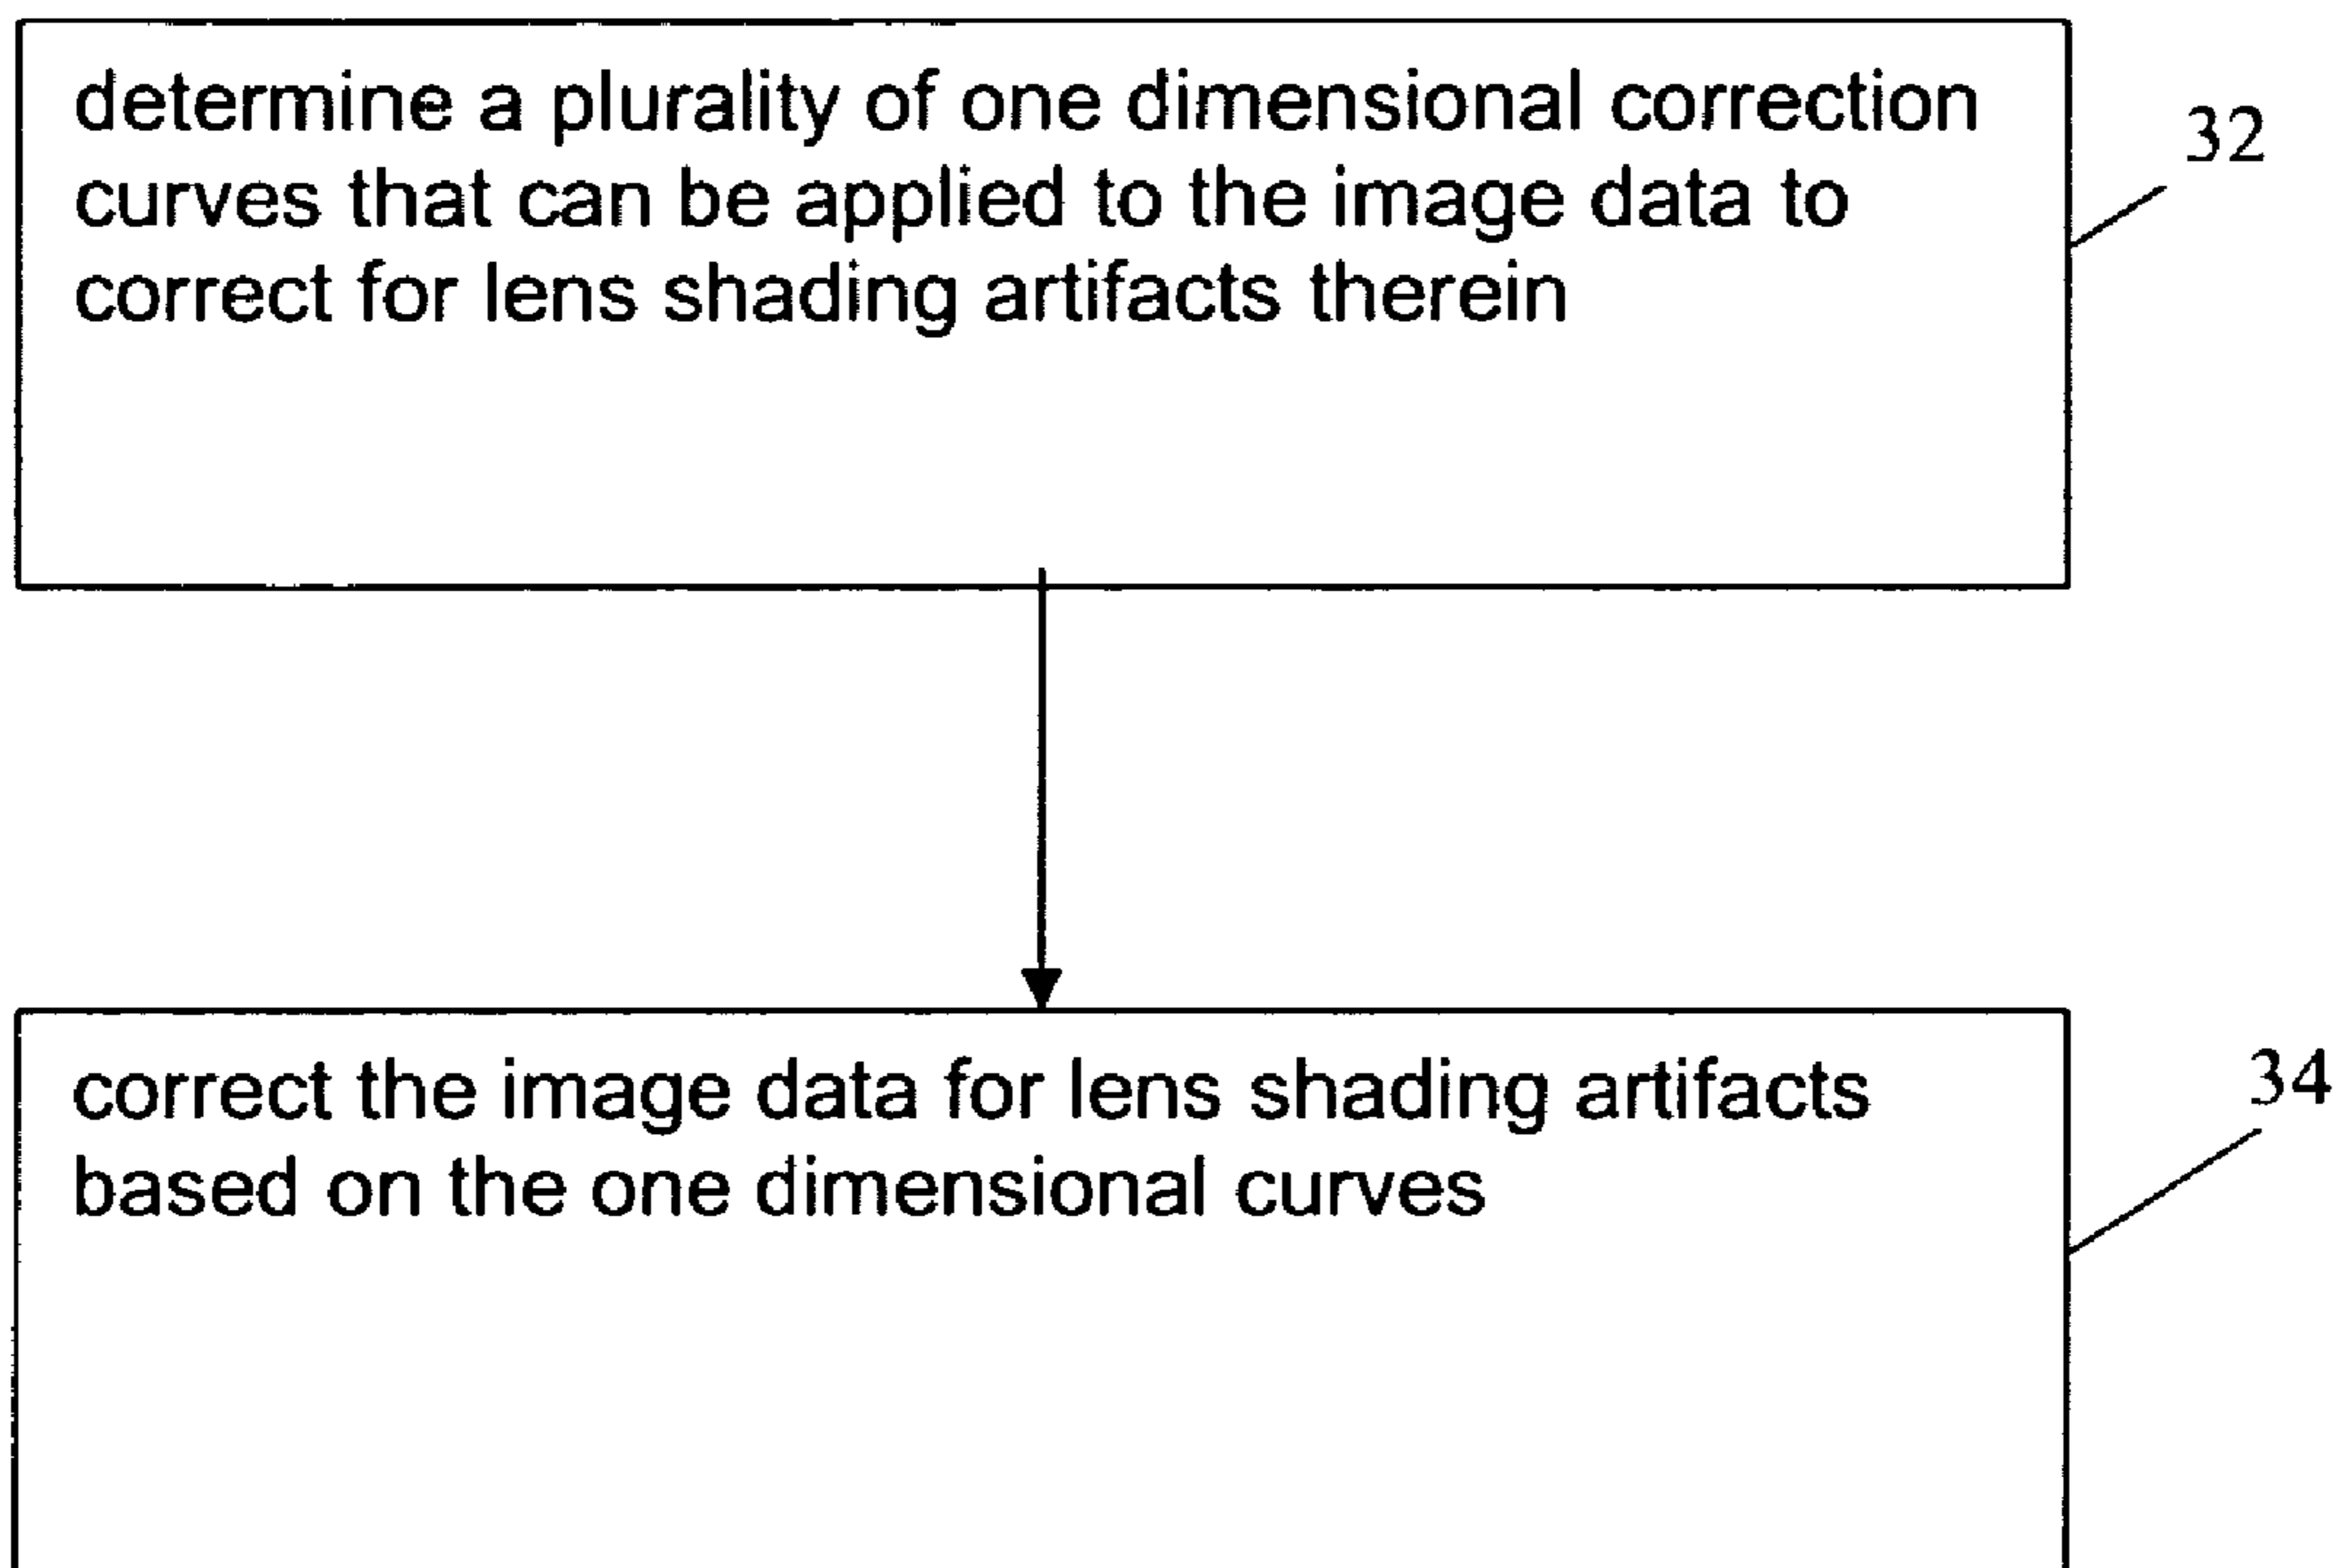 determine a plurality of one dimensional correction
curves that can be applied to the image data to
correct for lens shading artifacts therein
32
correct the image data for lens shading artifacts
based on the one dimensional curves
34